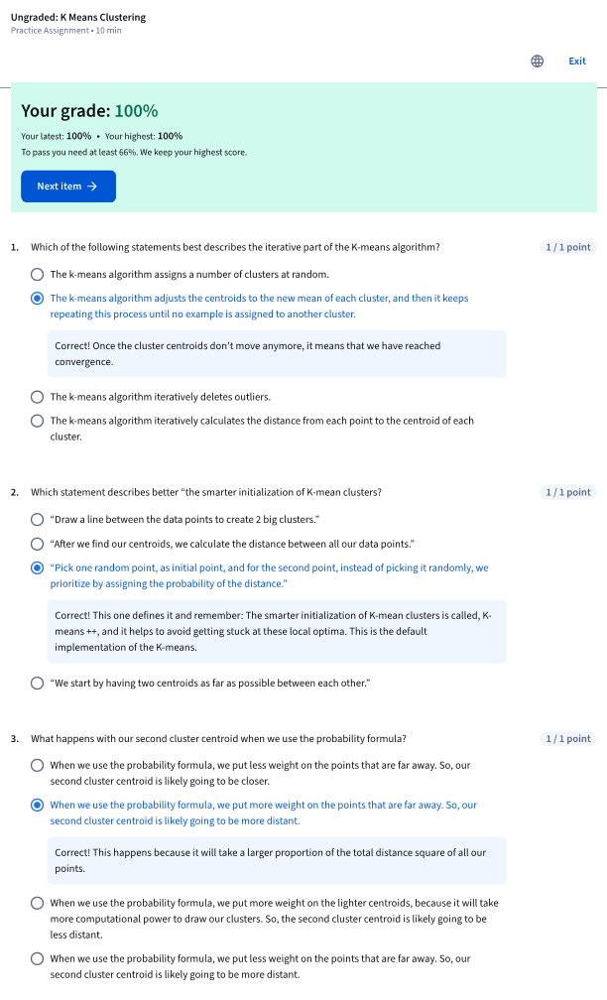 Ungraded: K Means Clustering
Practice Assignment • 10 min
Exit
Your grade: 100%
Your latest: 100% • Your highest: 100%
To pass you need at least 66%. We keep your highest score.
Next item →
1. Which of the following statements best describes the iterative part of the K-means algorithm? 1 / 1 point
The k-means algorithm assigns a number of clusters at random.
The k-means algorithm adjusts the centroids to the new mean of each cluster, and then it keeps
repeating this process until no example is assigned to another cluster.
Correct! Once the cluster centroids don't move anymore, it means that we have reached
convergence.
The k-means algorithm iteratively deletes outliers.
The k-means algorithm iteratively calculates the distance from each point to the centroid of each
cluster.
2. Which statement describes better “the smarter initialization of K-mean clusters? 1 / 1 point
“Draw a line between the data points to create 2 big clusters.”
“After we find our centroids, we calculate the distance between all our data points.”
“Pick one random point, as initial point, and for the second point, instead of picking it randomly, we
prioritize by assigning the probability of the distance.”
Correct! This one defines it and remember: The smarter initialization of K-mean clusters is called, K-
means ++, and it helps to avoid getting stuck at these local optima. This is the default
implementation of the K-means.
“We start by having two centroids as far as possible between each other.”
3. What happens with our second cluster centroid when we use the probability formula? 1 / 1 point
When we use the probability formula, we put less weight on the points that are far away. So, our
second cluster centroid is likely going to be closer.
When we use the probability formula, we put more weight on the points that are far away. So, our
second cluster centroid is likely going to be more distant.
Correct! This happens because it will take a larger proportion of the total distance square of all our
points.
When we use the probability formula, we put more weight on the lighter centroids, because it will take
more computational power to draw our clusters. So, the second cluster centroid is likely going to be
less distant.
When we use the probability formula, we put less weight on the points that are far away. So, our
second cluster centroid is likely going to be more distant.